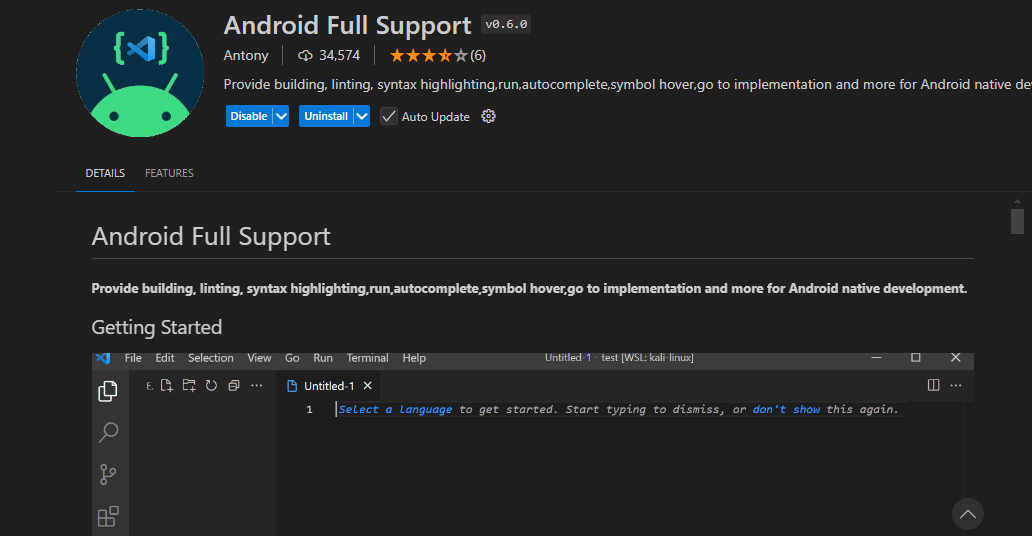 Android Full Support v0.6.0
Antony 34,574 (6)
Provide building, linting, syntax highlighting,run,autocomplete,symbol hover,go to implementation and more for Android native de
Disable Uninstall Auto Update
DETAILS FEATURES
Android Full Support
Provide building, linting, syntax highlighting,run,autocomplete,symbol hover,go to implementation and more for Android native development.
Getting Started
File Edit Selection View Go Run Terminal Help Untitled-1 - test [WSL: kali-linux]
E. Untitled-1
1 Select a language to get started. Start typing to dismiss, or don't show this again.